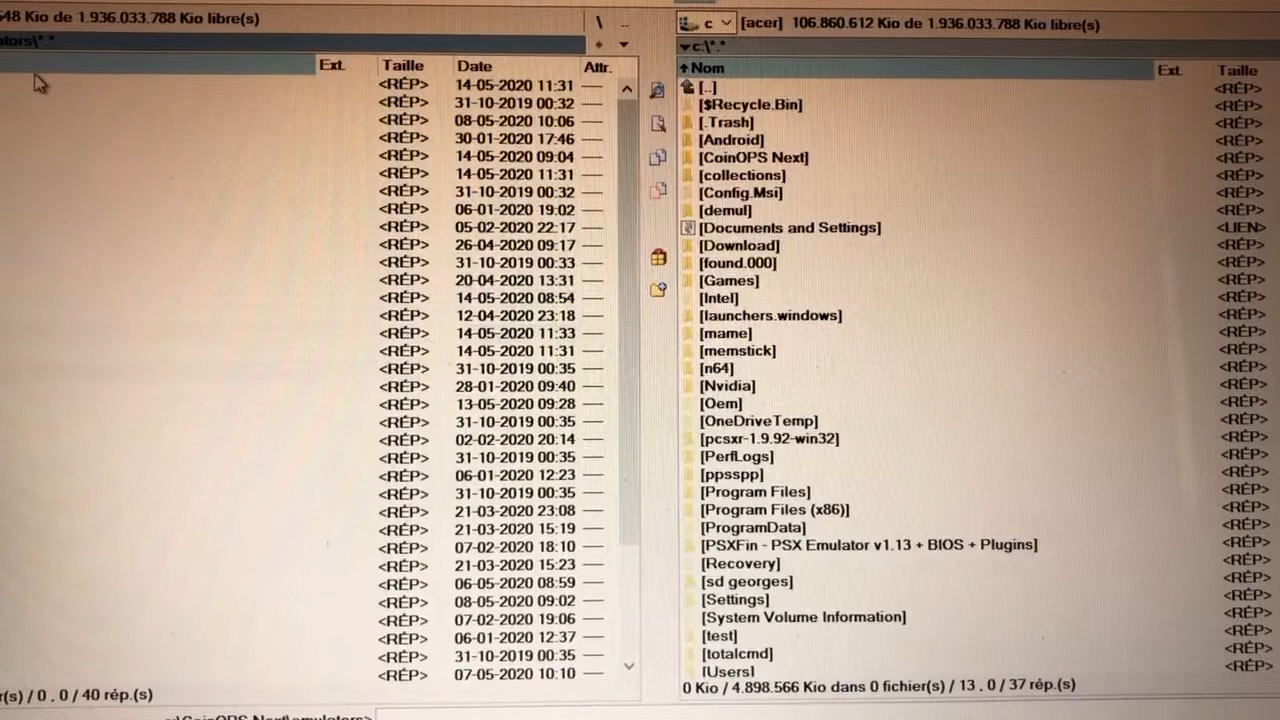 548 Kio de 1.936.033.788 Kio libre(s)
\ ..
ators\*.*
* 
Ext. Taille Date Attr.
<RÉP> 14-05-2020 11:31 ----
<RÉP> 31-10-2019 00:32 ----
<RÉP> 08-05-2020 10:06 ----
<RÉP> 30-01-2020 17:46 ----
<RÉP> 14-05-2020 09:04 ----
<RÉP> 14-05-2020 11:31 ----
<RÉP> 31-10-2019 00:32 ----
<RÉP> 06-01-2020 19:02 ----
<RÉP> 05-02-2020 22:17 ----
<RÉP> 26-04-2020 09:17 ----
<RÉP> 31-10-2019 00:33 ----
<RÉP> 20-04-2020 13:31 ----
<RÉP> 14-05-2020 08:54 ----
<RÉP> 12-04-2020 23:18 ----
<RÉP> 14-05-2020 11:33 ----
<RÉP> 14-05-2020 11:31 ----
<RÉP> 31-10-2019 00:35 ----
<RÉP> 28-01-2020 09:40 ----
<RÉP> 13-05-2020 09:28 ----
<RÉP> 31-10-2019 00:35 ----
<RÉP> 02-02-2020 20:14 ----
<RÉP> 31-10-2019 00:35 ----
<RÉP> 06-01-2020 12:23 ----
<RÉP> 31-10-2019 00:35 ----
<RÉP> 21-03-2020 23:08 ----
<RÉP> 21-03-2020 15:19 ----
<RÉP> 07-02-2020 18:10 ----
<RÉP> 21-03-2020 15:23 ----
<RÉP> 06-05-2020 08:59 ----
<RÉP> 08-05-2020 09:02 ----
<RÉP> 07-02-2020 19:06 ----
<RÉP> 06-01-2020 12:37 ----
<RÉP> 31-10-2019 00:35 ----
<RÉP> 07-05-2020 10:10 ----
r(s) / 0 . 0 / 40 rép.(s)
c:\CoinOPS Next\emulators>
c [acer] 106.860.612 Kio de 1.936.033.788 Kio libre(s)
c:\*.*
Nom Ext. Taille
[..] <RÉP>
[$Recycle.Bin] <RÉP>
[.Trash] <RÉP>
[Android] <RÉP>
[CoinOPS Next] <RÉP>
[collections] <RÉP>
[Config.Msi] <RÉP>
[demul] <RÉP>
[Documents and Settings] <LIEN>
[Download] <RÉP>
[found.000] <RÉP>
[Games] <RÉP>
[Intel] <RÉP>
[launchers.windows] <RÉP>
[mame] <RÉP>
[memstick] <RÉP>
[n64] <RÉP>
[Nvidia] <RÉP>
[Oem] <RÉP>
[OneDriveTemp] <RÉP>
[pcsxr-1.9.92-win32] <RÉP>
[PerfLogs] <RÉP>
[ppsspp] <RÉP>
[Program Files] <RÉP>
[Program Files (x86)] <RÉP>
[ProgramData] <RÉP>
[PSXFin - PSX Emulator v1.13 + BIOS + Plugins] <RÉP>
[Recovery] <RÉP>
[sd georges] <RÉP>
[Settings] <RÉP>
[System Volume Information] <RÉP>
[test] <RÉP>
[totalcmd] <RÉP>
[Users] <RÉP>
0 Kio / 4.898.566 Kio dans 0 fichier(s) / 13 . 0 / 37 rép.(s)